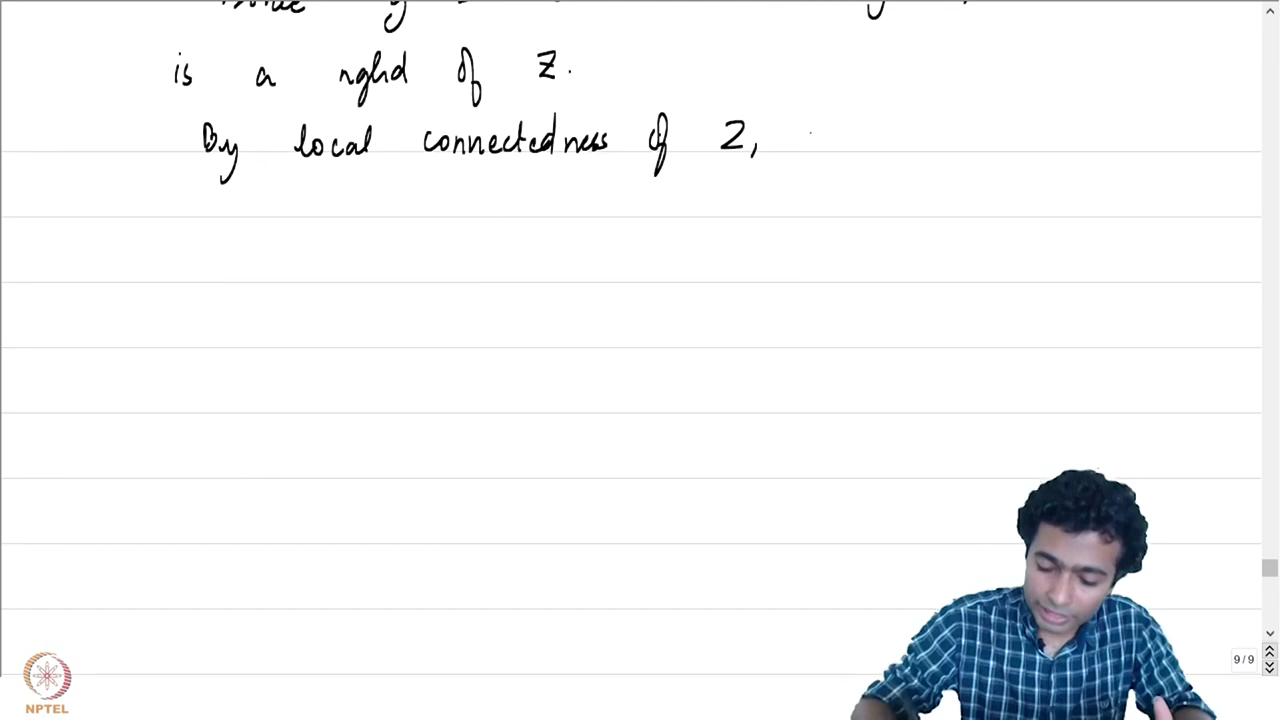 is a nghd of Z.
By local connectedness of Z,
9/9
NPTEL